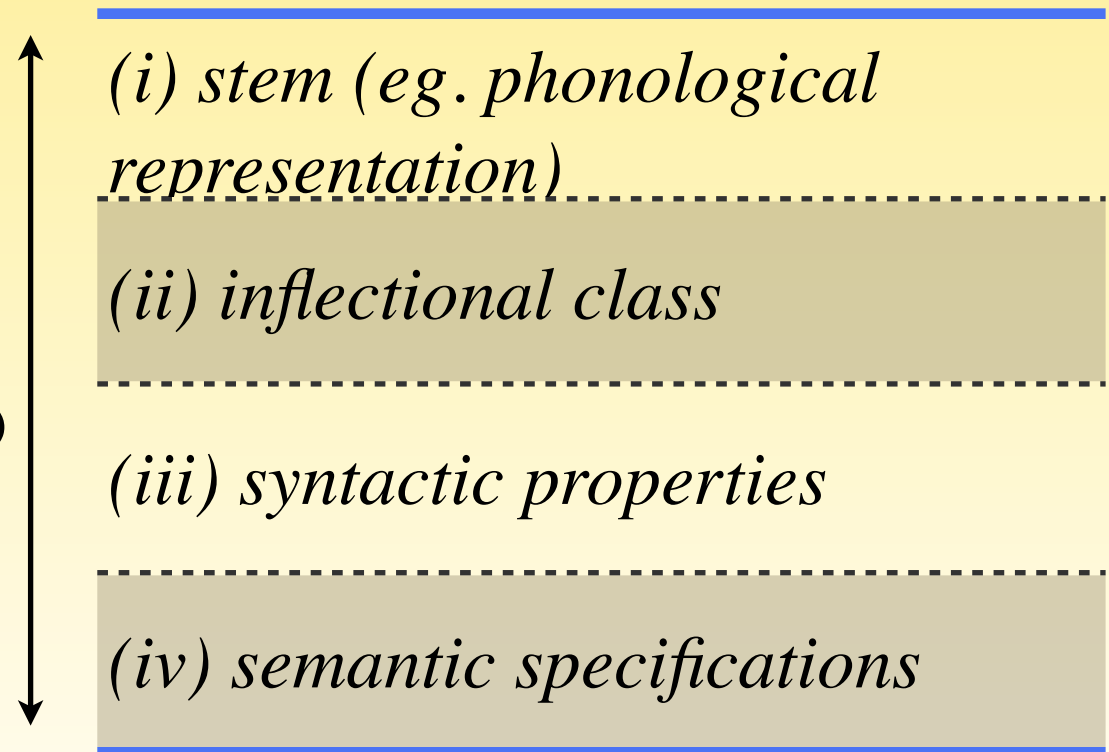 (i) stem (eg. phonological
representation)
(ii) inflectional class
(iii) syntactic properties
(iv) semantic specifications